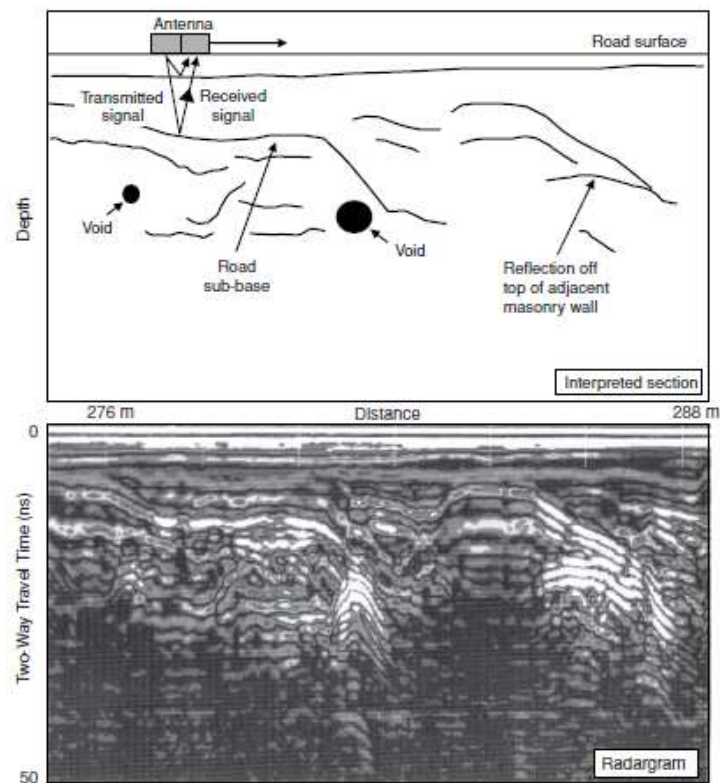 Antenna
Road surface
Transmitted
signal
Received
signal
Void
Road
sub-base
Void
Reflection off
top of adjacent
masonry wall
Depth
Interpreted section
276 m
Distance
288 m
0
Two-Way Travel Time (ns)
50
Radargram